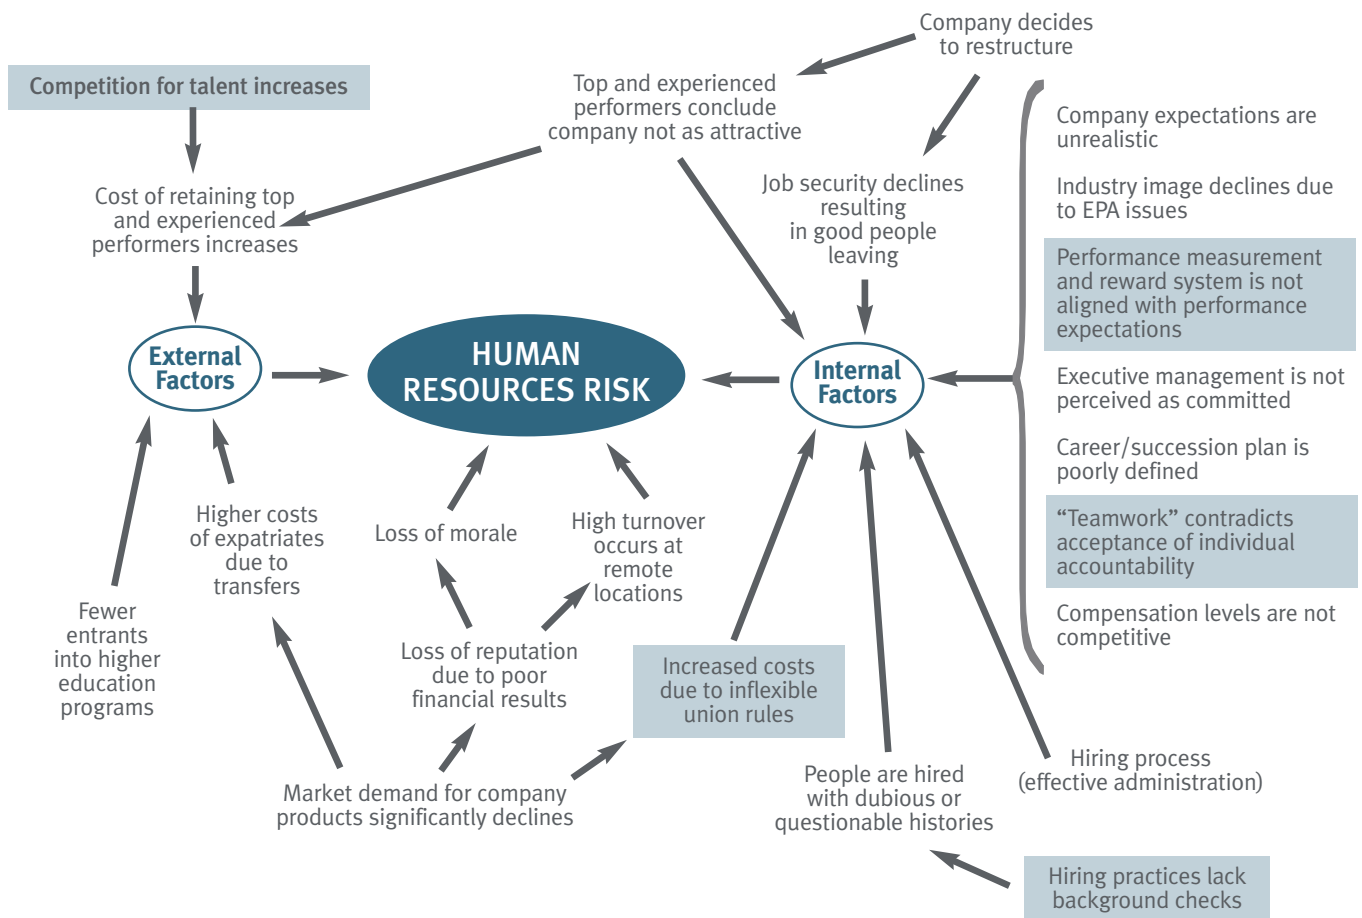 Company decides
to restructure
Competition for talent increases
Top and experienced
performers conclude
company not as attractive
Cost of retaining top
and experienced
performers increases
Job security declines
resulting
in good people
leaving
Company expectations are
unrealistic
Industry image declines due
to EPA issues
Performance measurement
and reward system is not
aligned with performance
expectations
Executive management is not
perceived as committed
Career/succession plan is
poorly defined
“Teamwork” contradicts
acceptance of individual
accountability
Compensation levels are not
competitive
External
Factors
HUMAN
RESOURCES RISK
Internal
Factors
Higher costs
of expatriates
due to
transfers
Loss of morale
High turnover
occurs at
remote
locations
Fewer
entrants
into higher
education
programs
Loss of reputation
due to poor
financial results
Increased costs
due to inflexible
union rules
Market demand for company
products significantly declines
People are hired
with dubious or
questionable histories
Hiring process
(effective administration)
Hiring practices lack
background checks